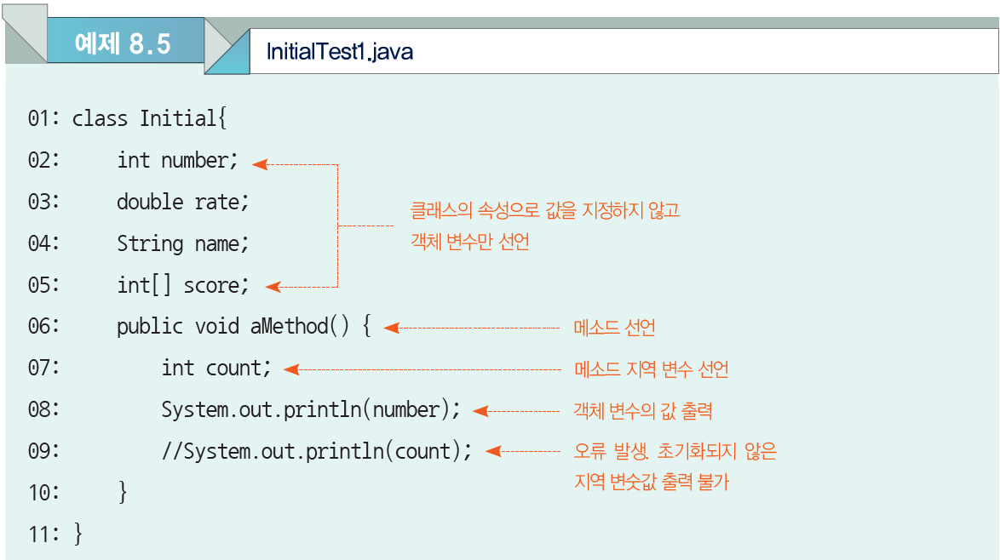 예제 8.5
InitialTest1.java
01: class Initial{
02: int number;
03: double rate;
클래스의 속성으로 값을 지정하지 않고
04: String name;
객체 변수만 선언
05: int[] score;
06: public void aMethod() { 메소드 선언
07: int count; 메소드 지역 변수 선언
08: System.out.println(number); 객체 변수의 값 출력
09: //System.out.println(count); 오류 발생. 초기화되지 않은
지역 변숫값 출력 불가
10: }
11: }